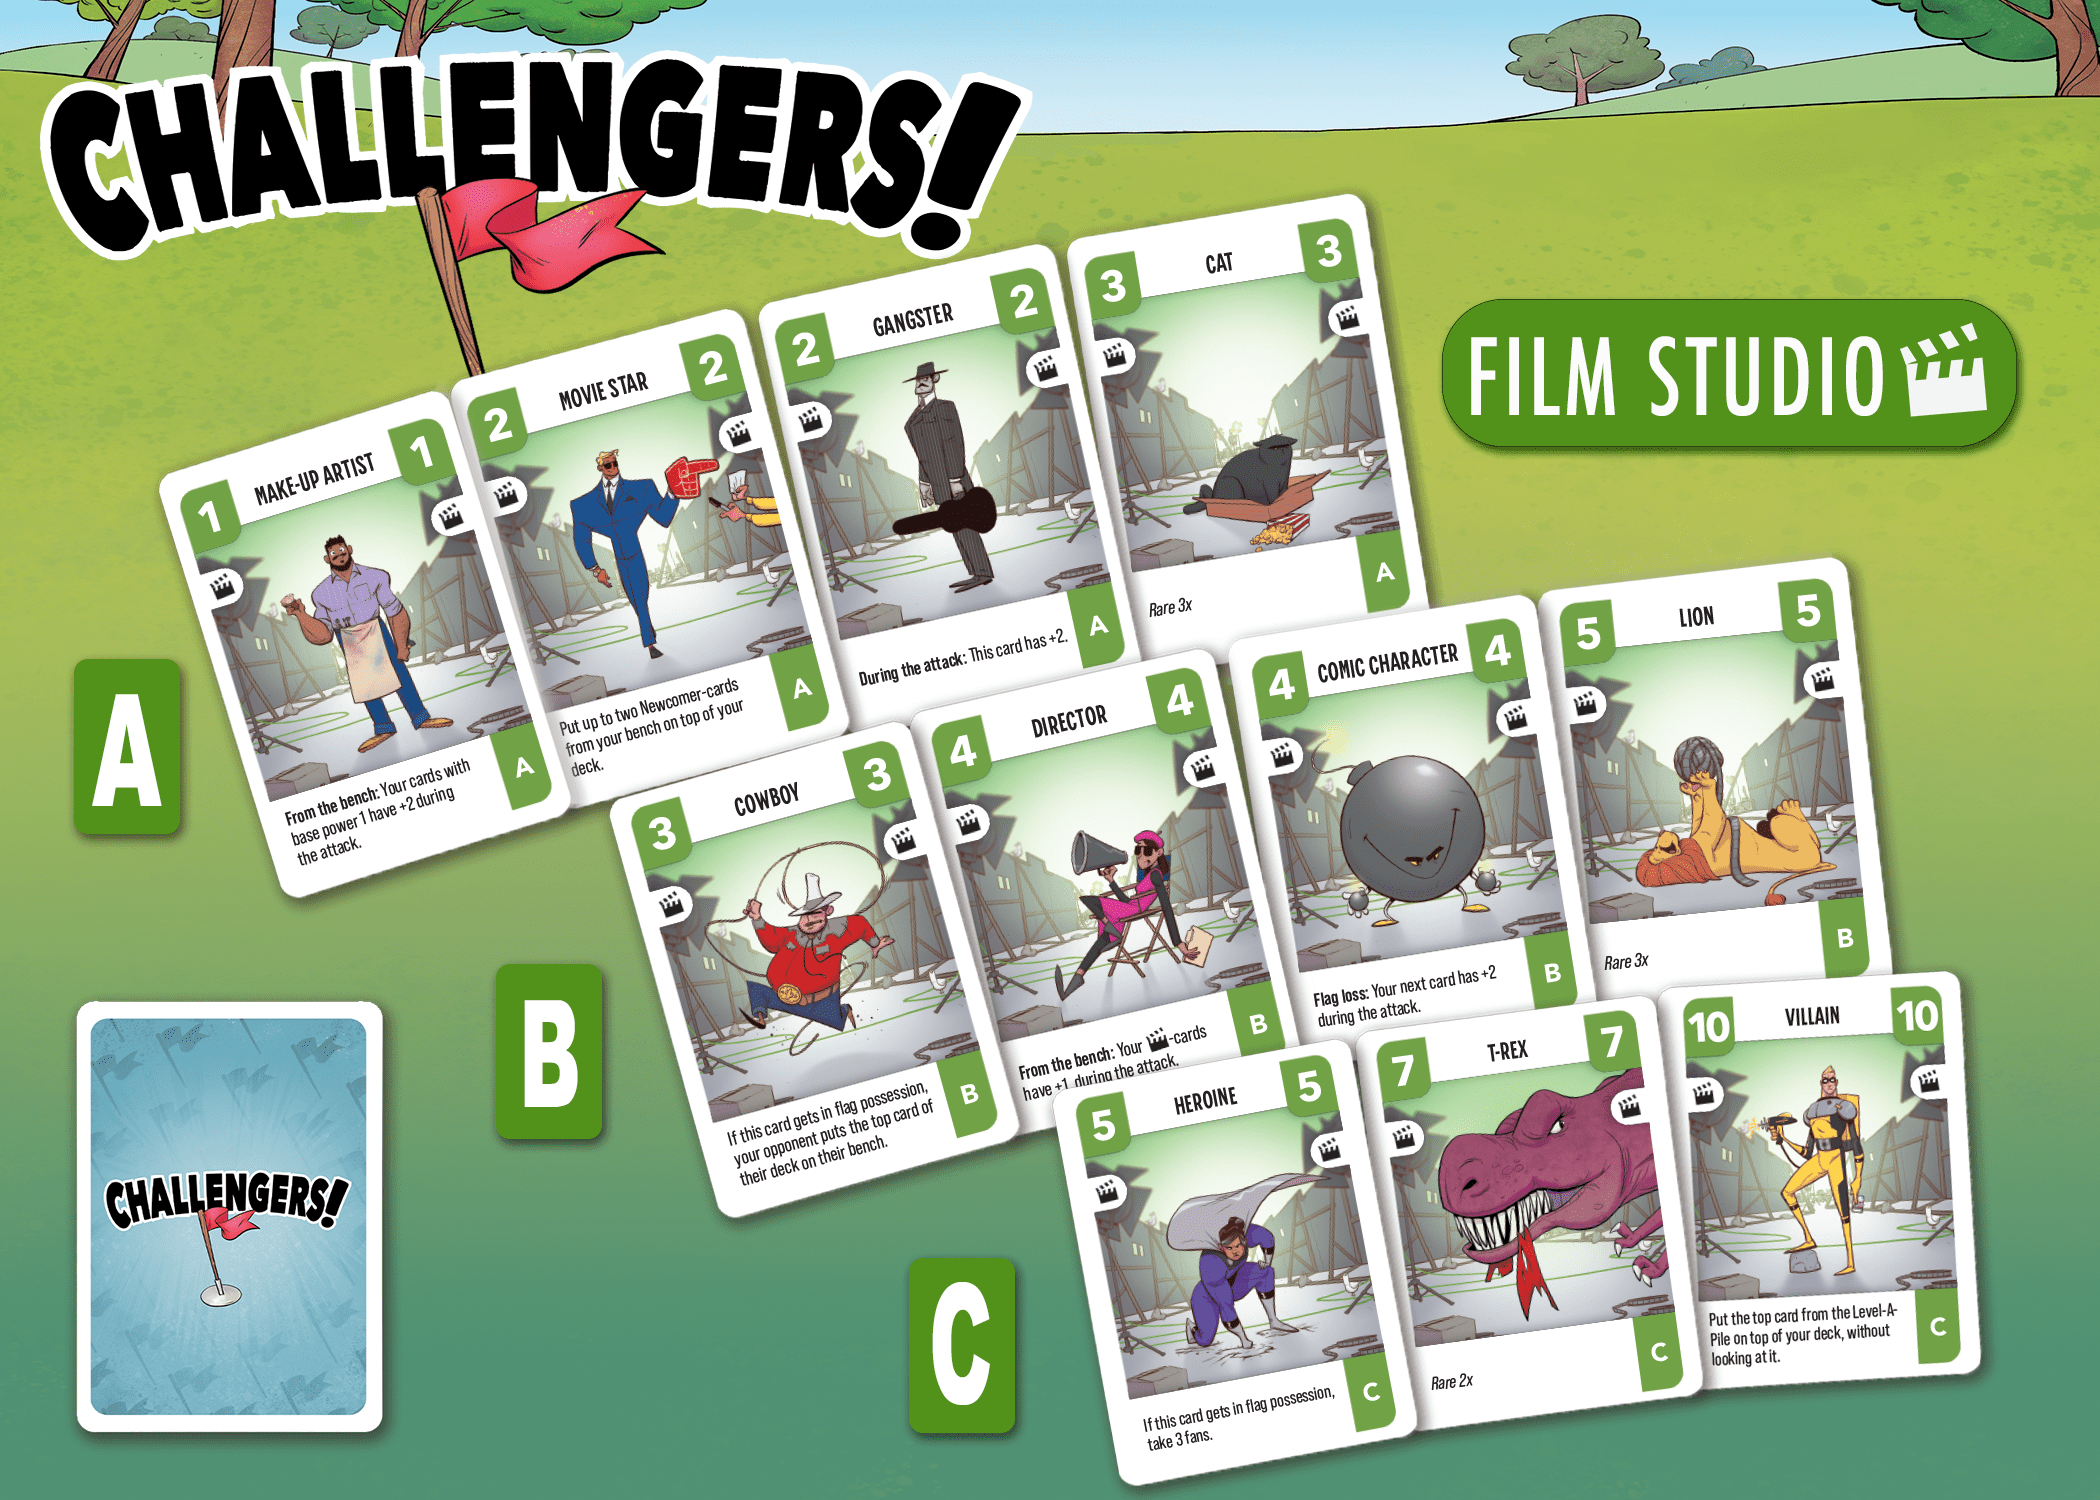 CHALLENGERS!
FILM STUDIO
A
1
MAKE-UP ARTIST
1
From the bench: Your cards with
base power 1 have +2 during
the attack.
A
2
MOVIE STAR
2
Put up to two Newcomer-cards
from your bench on top of your
deck.
A
2
GANGSTER
2
During the attack: This card has +2.
A
3
CAT
3
Rare 3x
A
B
3
COWBOY
3
If this card gets in flag possession,
your opponent puts the top card of
their deck on their bench.
B
4
DIRECTOR
4
From the bench: Your -cards
have +1 during the attack.
B
4
COMIC CHARACTER
4
Flag loss: Your next card has +2
during the attack.
B
5
LION
5
Rare 3x
B
C
5
HEROINE
5
If this card gets in flag possession,
take 3 fans.
C
7
T-REX
7
Rare 2x
C
10
VILLAIN
10
Put the top card from the Level-A-
Pile on top of your deck, without
looking at it.
C
CHALLENGERS!